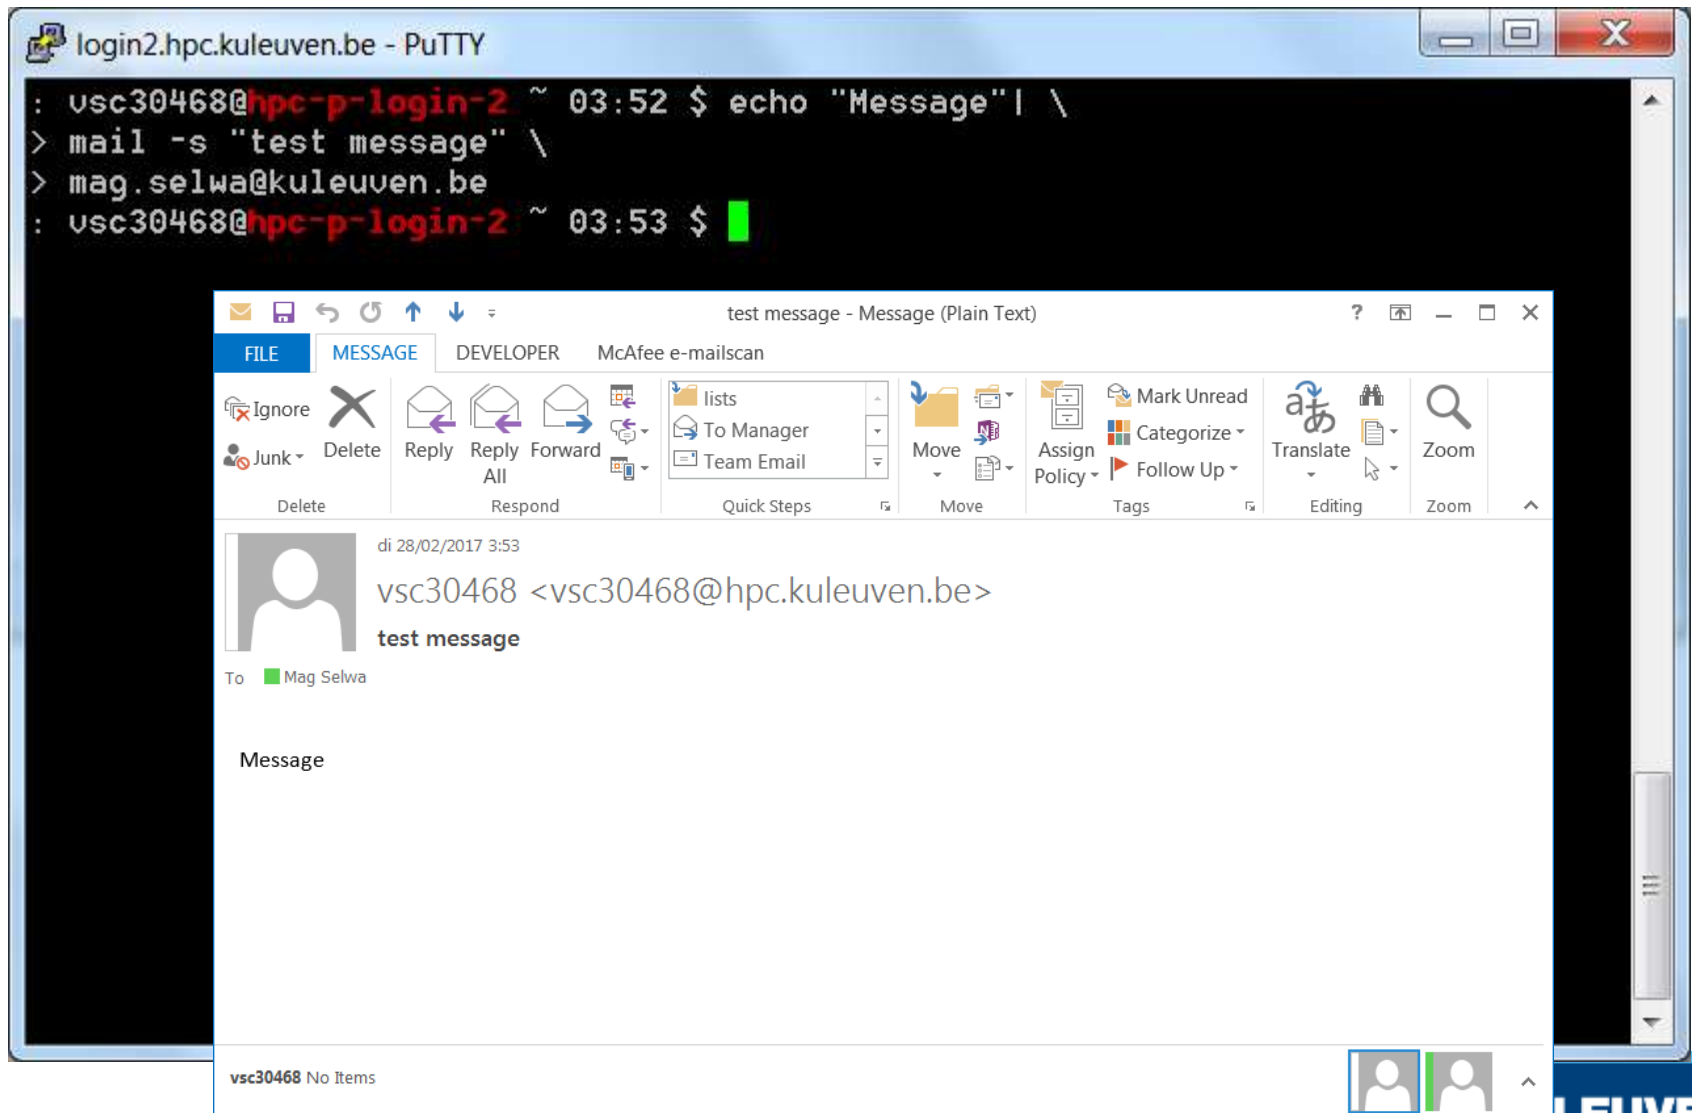 login2.hpc.kuleuven.be - PuTTY
: vsc30468@hpc-p-login-2 ~ 03:52 $ echo "Message"| \
> mail -s "test message" \
> mag.selwa@kuleuven.be
: vsc30468@hpc-p-login-2 ~ 03:53 $
test message - Message (Plain Text) ?
FILE MESSAGE DEVELOPER McAfee e-mailscan
Ignore
Junk
Delete
Reply
Reply All
Forward
lists
To Manager
Team Email
Move
Assign Policy
Mark Unread
Categorize
Follow Up
Translate
Zoom
Delete Respond Quick Steps Move Tags Editing Zoom
di 28/02/2017 3:53
vsc30468 <vsc30468@hpc.kuleuven.be>
test message
To Mag Selwa
Message
vsc30468 No Items